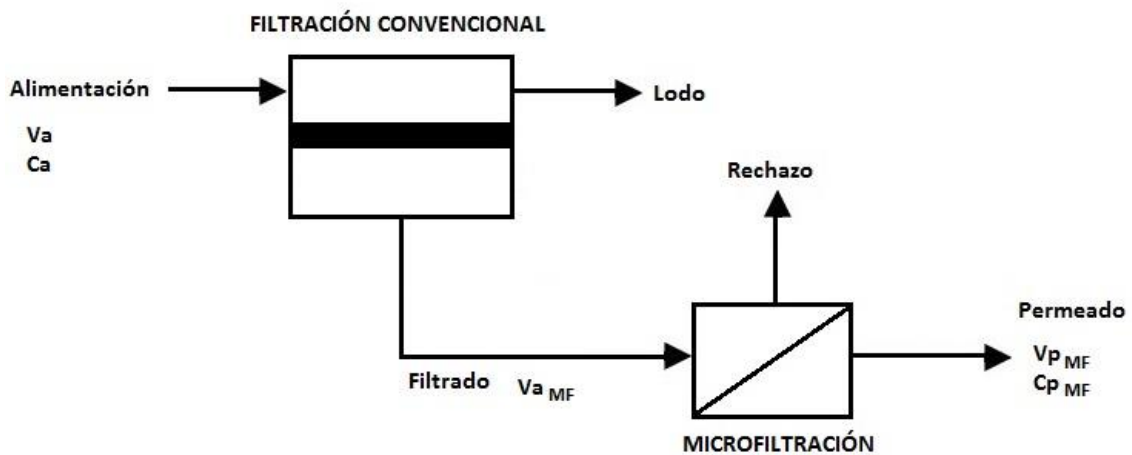 FILTRACIÓN CONVENCIONAL
Alimentación
Va
Ca
Lodo
Rechazo
Permeado
Vp MF
Cp MF
Filtrado Va MF
MICROFILTRACIÓN